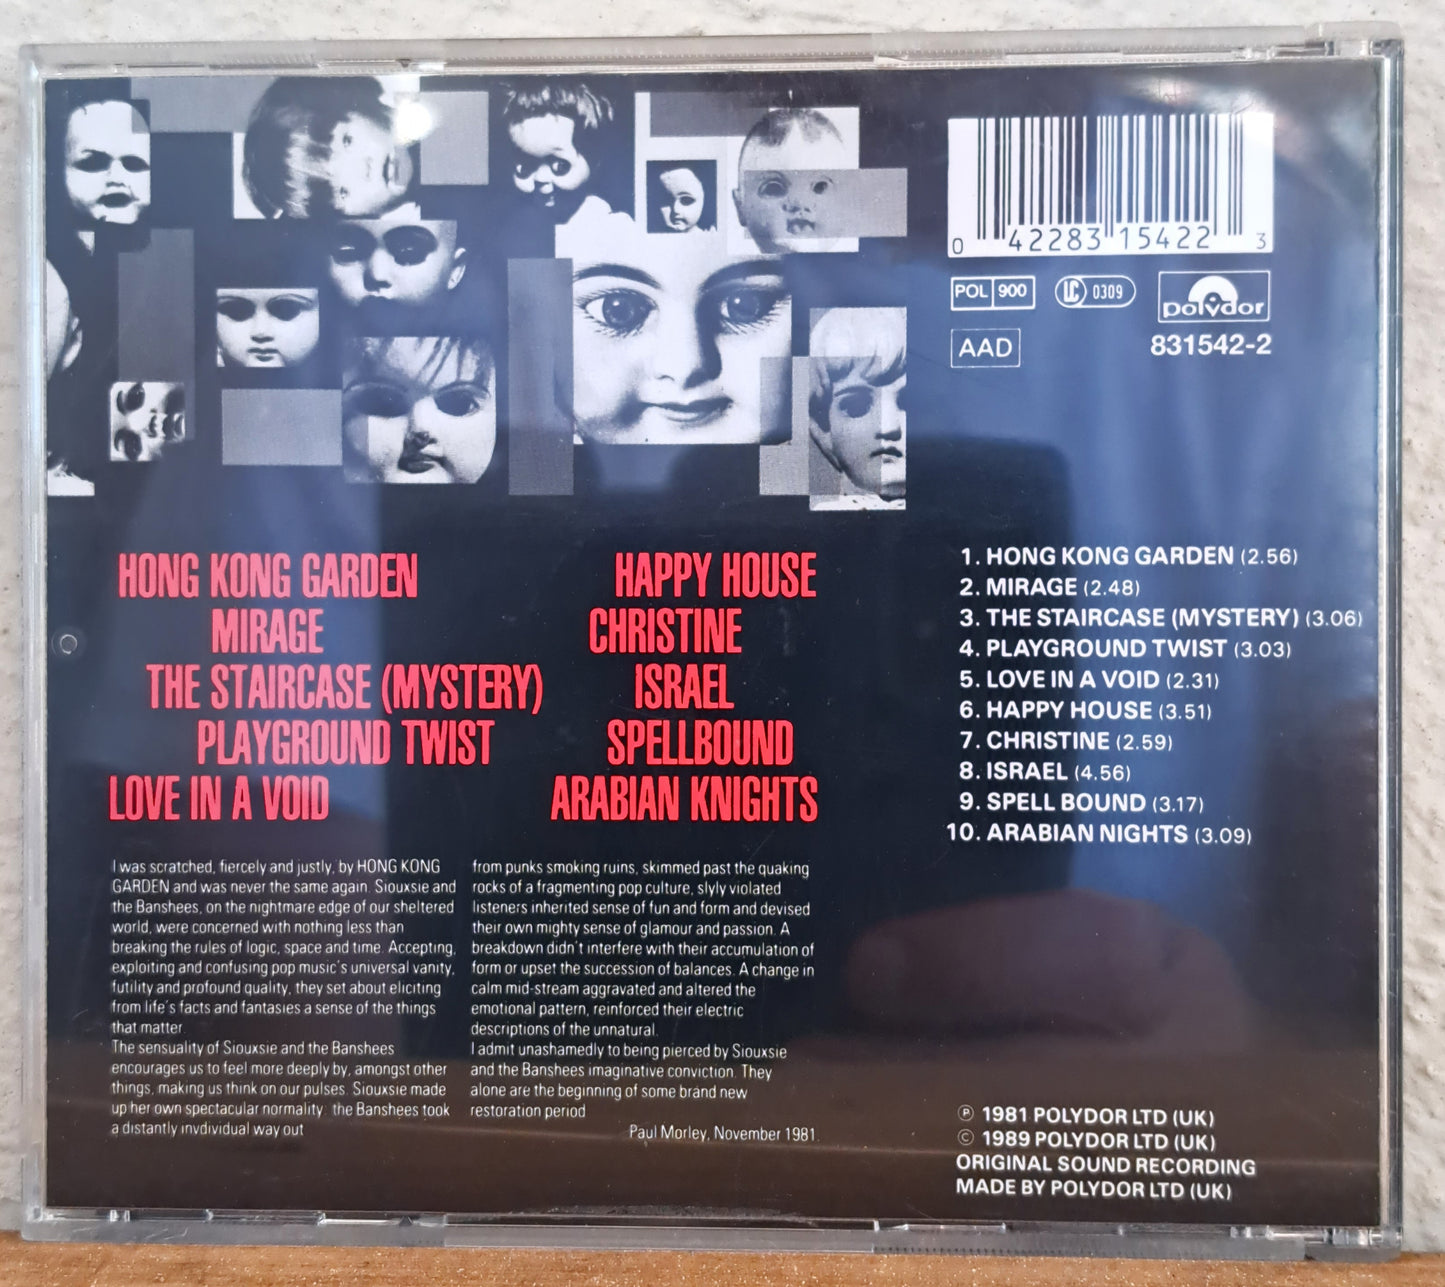 0 42283 15422 3
POL 900 LC 0309 polydor
AAD 831542-2
HONG KONG GARDEN
MIRAGE
THE STAIRCASE (MYSTERY)
PLAYGROUND TWIST
LOVE IN A VOID
HAPPY HOUSE
CHRISTINE
ISRAEL
SPELLBOUND
ARABIAN KNIGHTS
1. HONG KONG GARDEN (2.56)
2. MIRAGE (2.48)
3. THE STAIRCASE (MYSTERY) (3.06)
4. PLAYGROUND TWIST (3.03)
5. LOVE IN A VOID (2.31)
6. HAPPY HOUSE (3.51)
7. CHRISTINE (2.59)
8. ISRAEL (4.56)
9. SPELL BOUND (3.17)
10. ARABIAN NIGHTS (3.09)
I was scratched, fiercely and justly, by HONG KONG
GARDEN and was never the same again. Siouxsie and
the Banshees, on the nightmare edge of our sheltered
world, were concerned with nothing less than
breaking the rules of logic, space and time. Accepting,
exploiting and confusing pop music's universal vanity,
futility and profound quality, they set about eliciting
from life's facts and fantasies a sense of the things
that matter.
The sensuality of Siouxsie and the Banshees
encourages us to feel more deeply by, amongst other
things, making us think on our pulses. Siouxsie made
up her own spectacular normality: the Banshees took
a distantly invdividual way out
from punks smoking ruins, skimmed past the quaking
rocks of a fragmenting pop culture, slyly violated
listeners inherited sense of fun and form and devised
their own mighty sense of glamour and passion. A
breakdown didn't interfere with their accumulation of
form or upset the succession of balances. A change in
calm mid-stream aggravated and altered the
emotional pattern, reinforced their electric
descriptions of the unnatural.
I admit unashamedly to being pierced by Siouxsie
and the Banshees imaginative conviction. They
alone are the beginning of some brand new
restoration period
Paul Morley, November 1981.
℗ 1981 POLYDOR LTD (UK)
© 1989 POLYDOR LTD (UK)
ORIGINAL SOUND RECORDING
MADE BY POLYDOR LTD (UK)